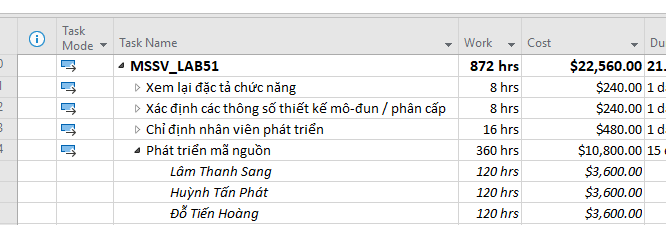 Task Mode Task Name Work Cost Du
0 MSSV_LAB51 872 hrs $22,560.00 21.
1 Xem lại đặc tả chức năng 8 hrs $240.00 1 d
2 Xác định các thông số thiết kế mô-đun / phân cấp 8 hrs $240.00 1 d
3 Chỉ định nhân viên phát triển 16 hrs $480.00 1 d
4 Phát triển mã nguồn 360 hrs $10,800.00 15 d
Lâm Thanh Sang 120 hrs $3,600.00
Huỳnh Tấn Phát 120 hrs $3,600.00
Đỗ Tiến Hoàng 120 hrs $3,600.00